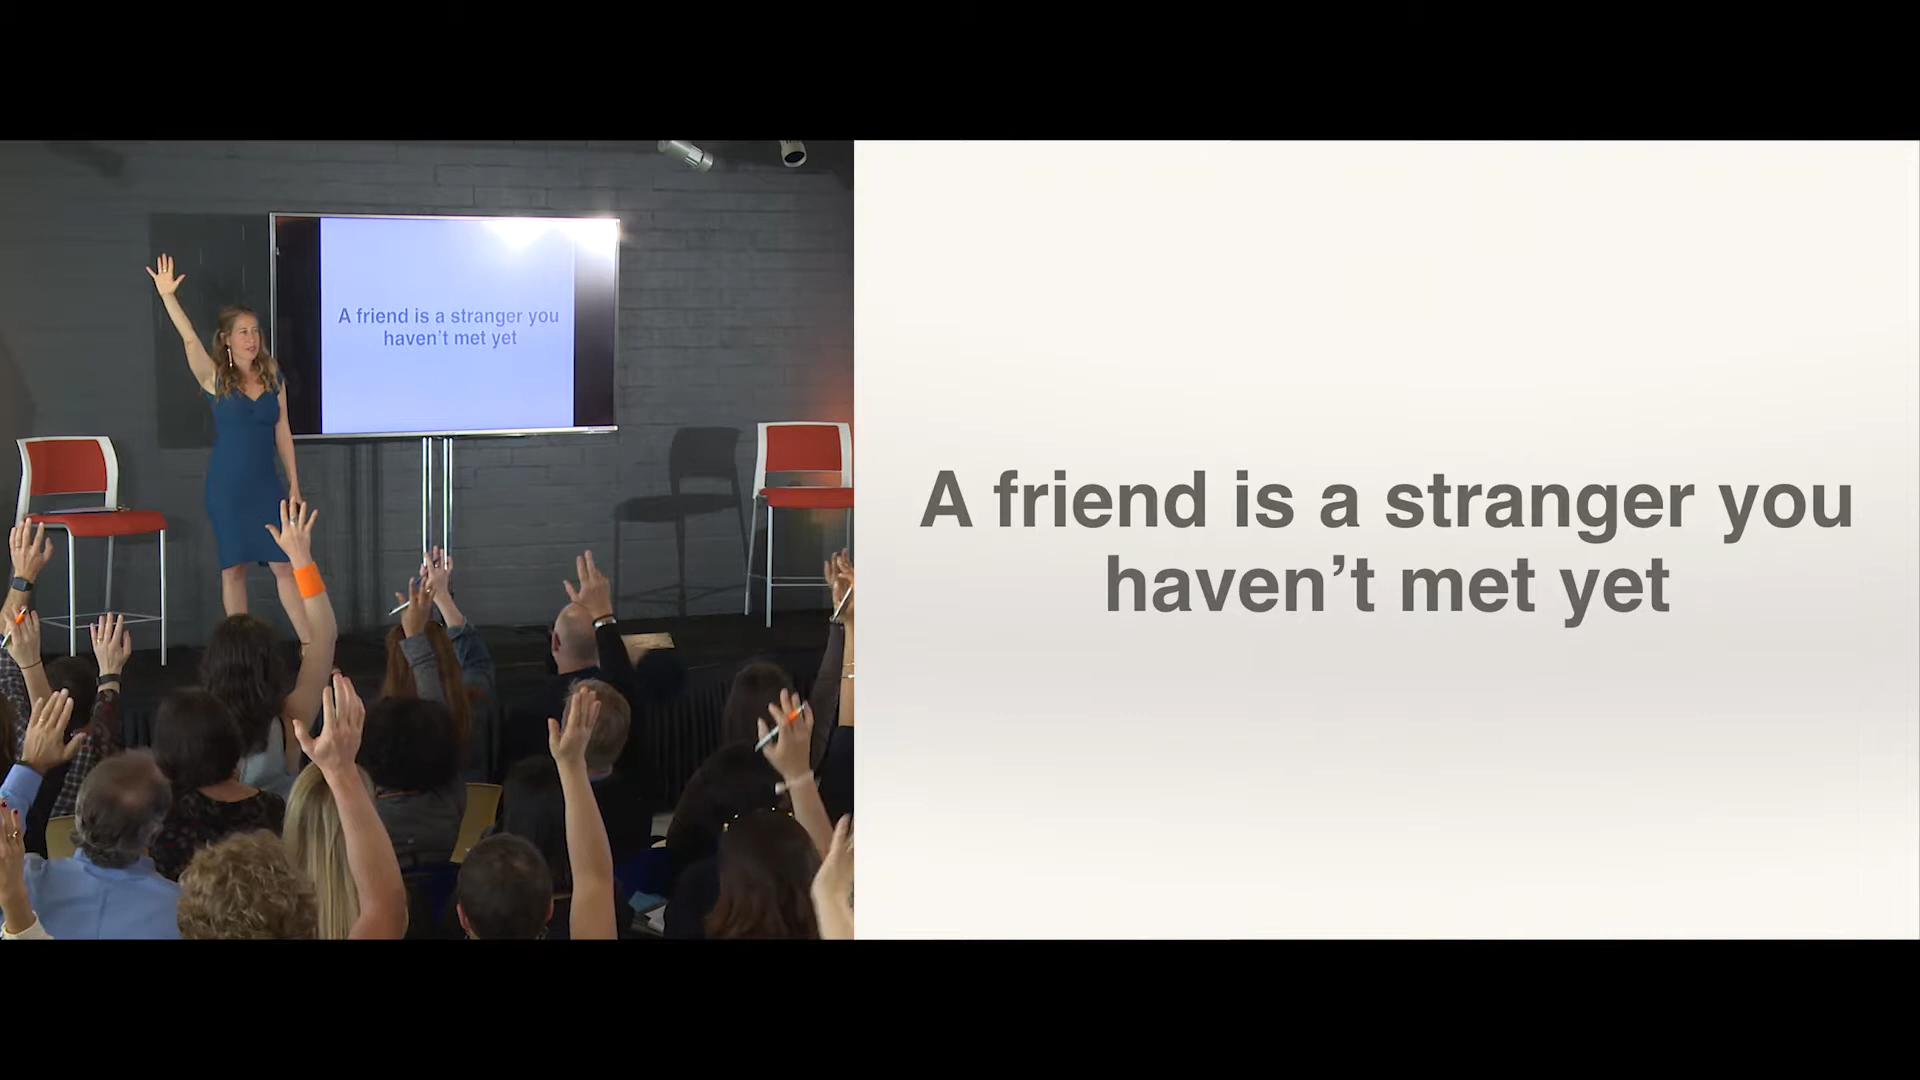 A friend is a stranger you
haven't met yet
A friend is a stranger you
haven’t met yet